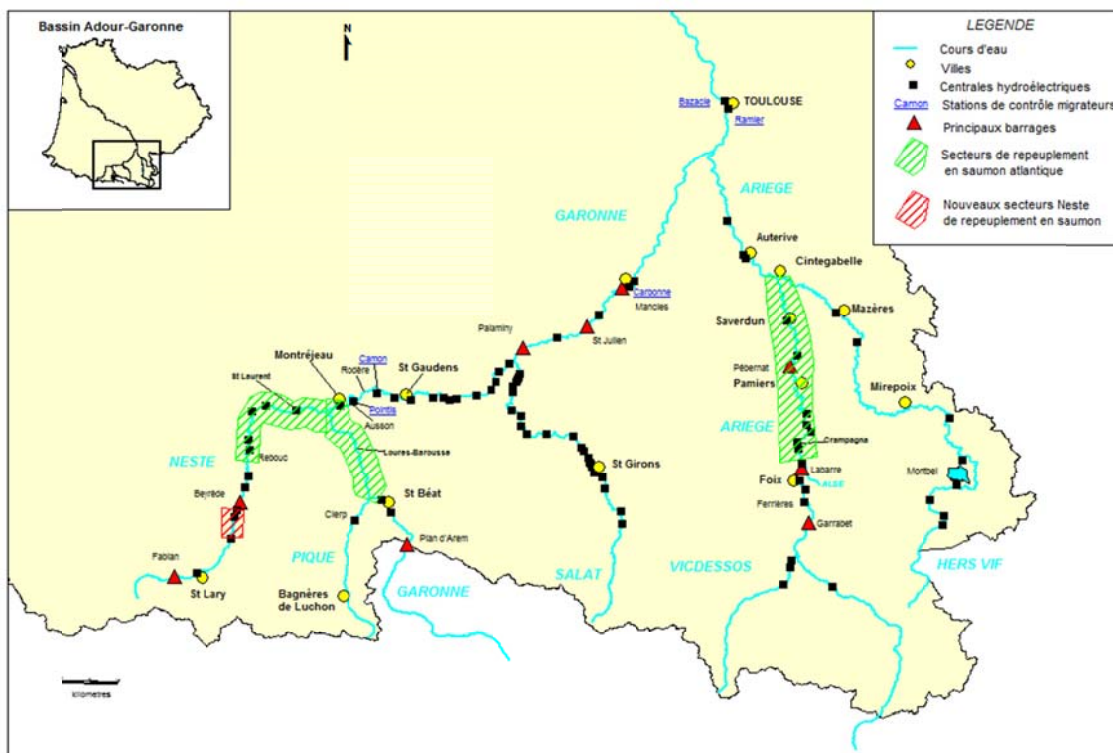 Bassin Adour-Garonne
N
LEGENDE
Cours d'eau
Villes
Centrales hydroélectriques
Camon
Stations de contrôle migrateurs
Principaux barrages
Secteurs de repeuplement
en saumon atlantique
Nouveaux secteurs Neste
de repeuplement en saumon
Bazacle
TOULOUSE
Ramier
ARIEGE
GARONNE
Auterive
Cintegabelle
Carbonne
Mancies
Mazères
Saverdun
St Julien
Palaminy
Montréjeau
Camon
St Gaudens
Rodère
St Laurent
Pointis
Ausson
Pébernat
Pamiers
Mirepoix
ARIEGE
Crampagna
NESTE
Rebouc
Loures-Barousse
St Girons
Labarre
Foix
ALSE
Montbel
Beyrède
St Béat
Ferrières
Clerp
Garrabet
Plan d'Arem
Fabian
PIQUE
SALAT
VICDESSOS
HERS VIF
St Lary
Bagnères
de Luchon
GARONNE
kilometres